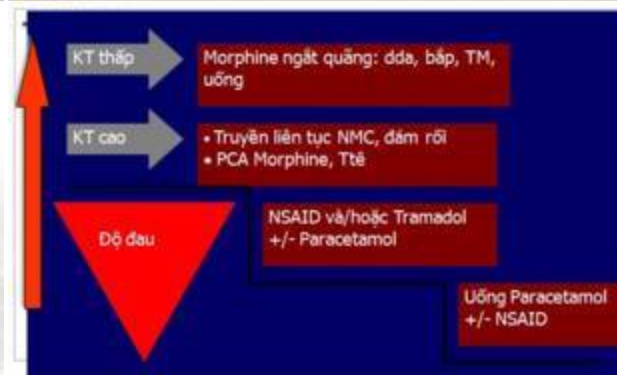 KT thấp
Morphine ngắt quãng: dda, bắp, TM,
uống
KT cao
• Truyền liên tục NMC, đám rối
• PCA Morphine, Ttê
Độ đau
NSAID và/hoặc Tramadol
+/- Paracetamol
Uống Paracetamol
+/- NSAID